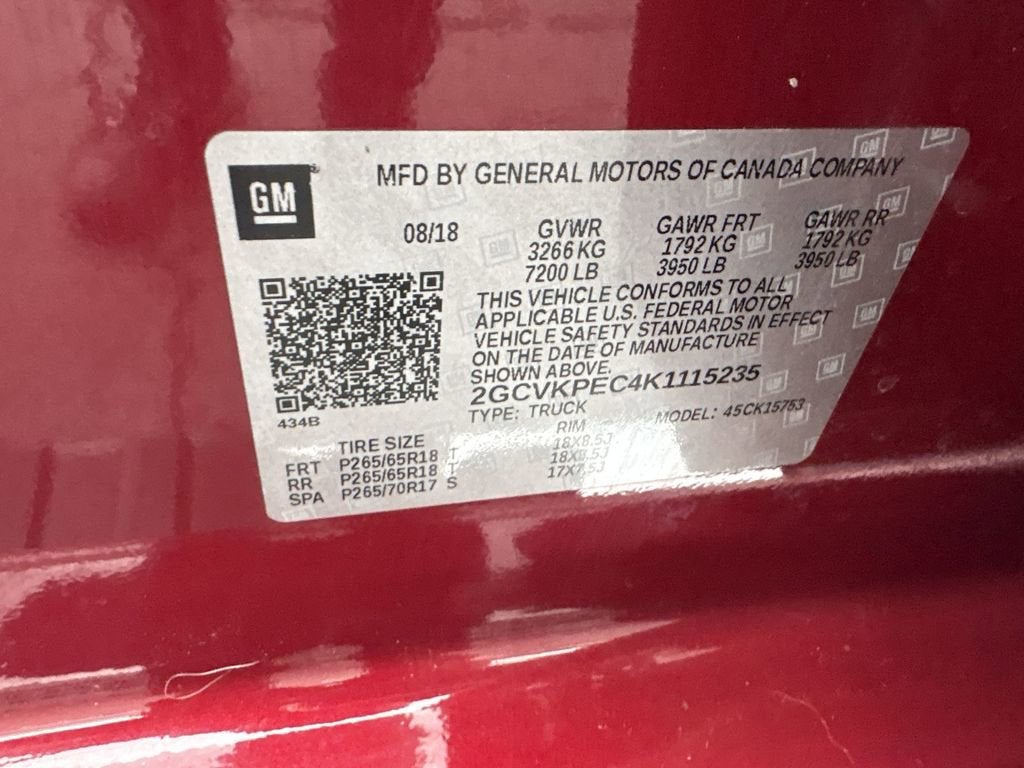 GM
MFD BY GENERAL MOTORS OF CANADA COMPANY
08/18 GVWR GAWR FRT GAWR RR
3266 KG 1792 KG 1792 KG
7200 LB 3950 LB 3950 LB
THIS VEHICLE CONFORMS TO ALL
APPLICABLE U.S. FEDERAL MOTOR
VEHICLE SAFETY STANDARDS IN EFFECT
ON THE DATE OF MANUFACTURE
SHOWN ABOVE.
2GCVKPEC4K1115235
TYPE: TRUCK MODEL: 45CK15753
434B
TIRE SIZE RIM
FRT P265/65R18 T 18X8.5J
RR P265/65R18 T 18X8.5J
SPA P265/70R17 S 17X7.5J